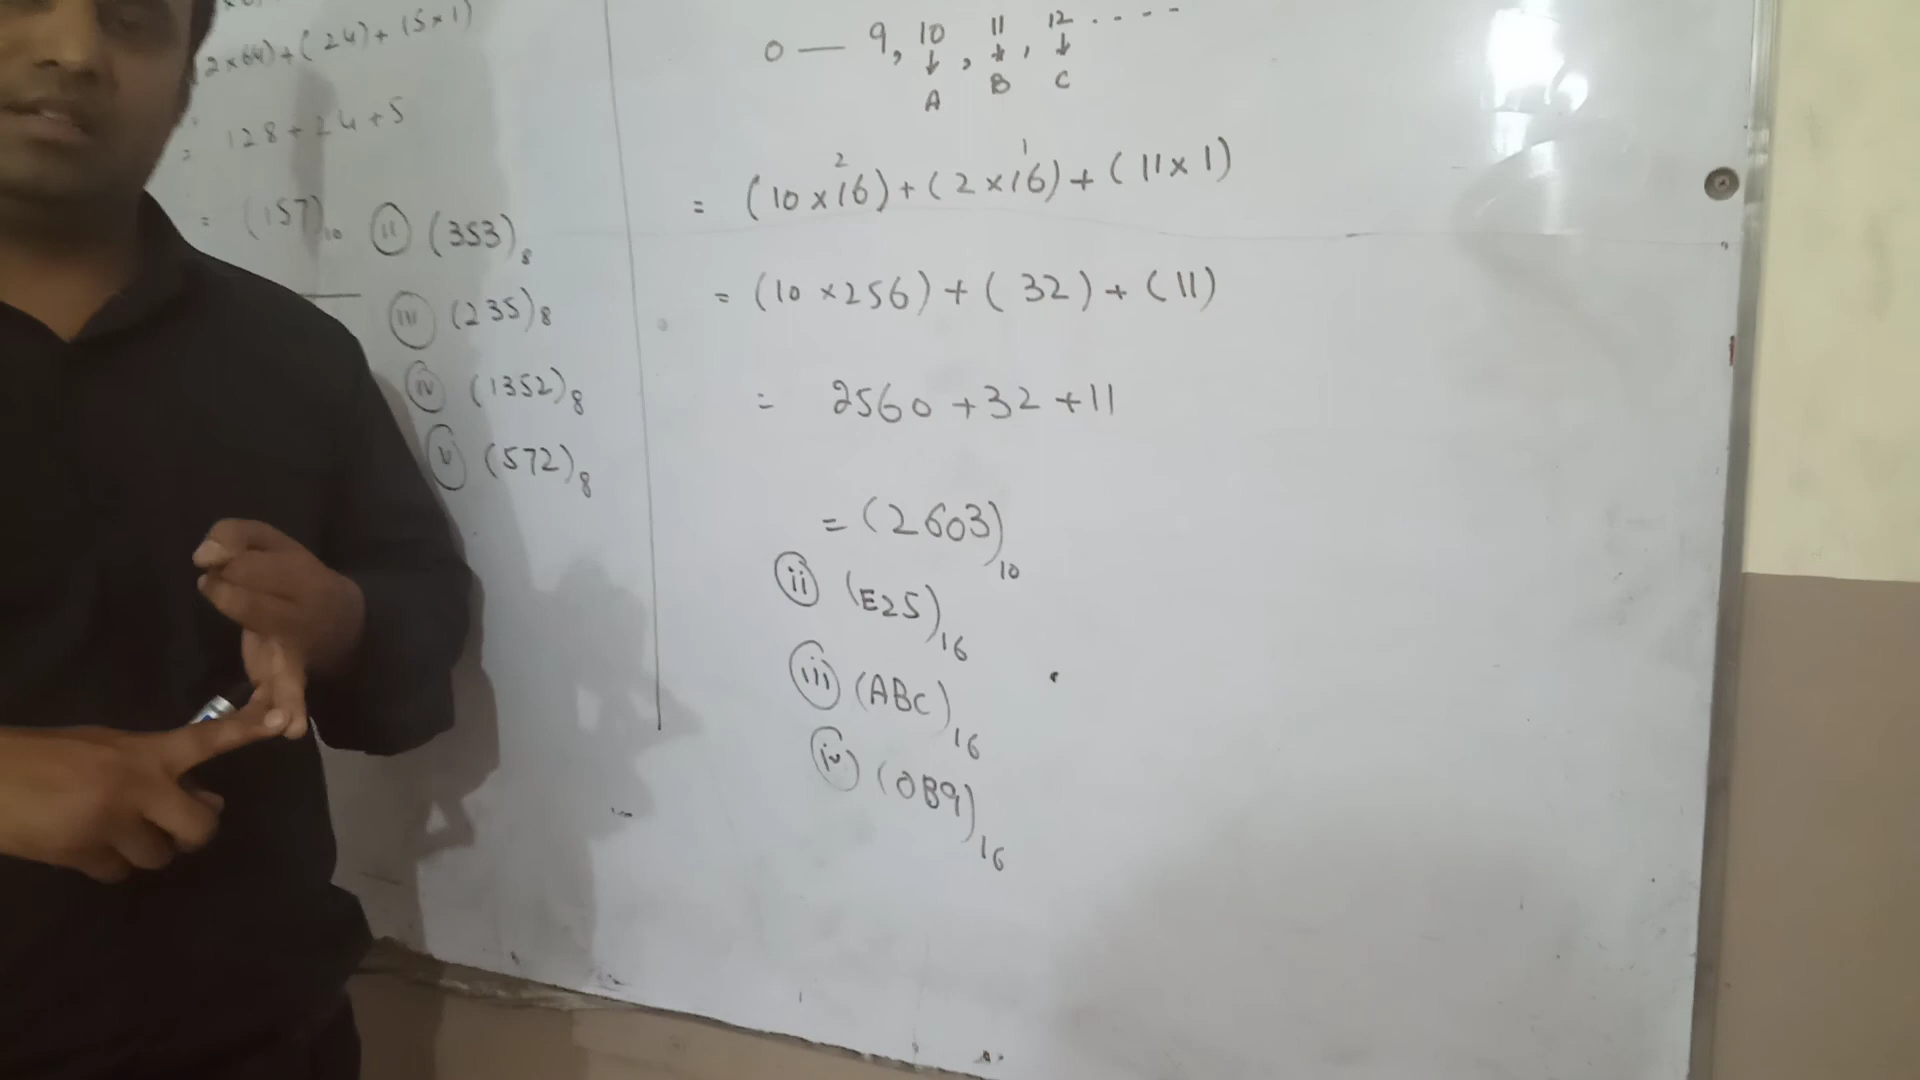 (2×64)+(24)+(5×1)
= 128+24+5
= (157)10
ii (353)8
iii (235)8
iv (1352)8
v (572)8
0 — 9, 10, 11, 12 ....
↓ ↓ ↓
A B C
= (10×16²)+(2×16¹)+(11×1)
= (10×256)+(32)+(11)
= 2560+32+11
= (2603)10
ii (E25)16
iii (ABC)16
iv (0B9)16